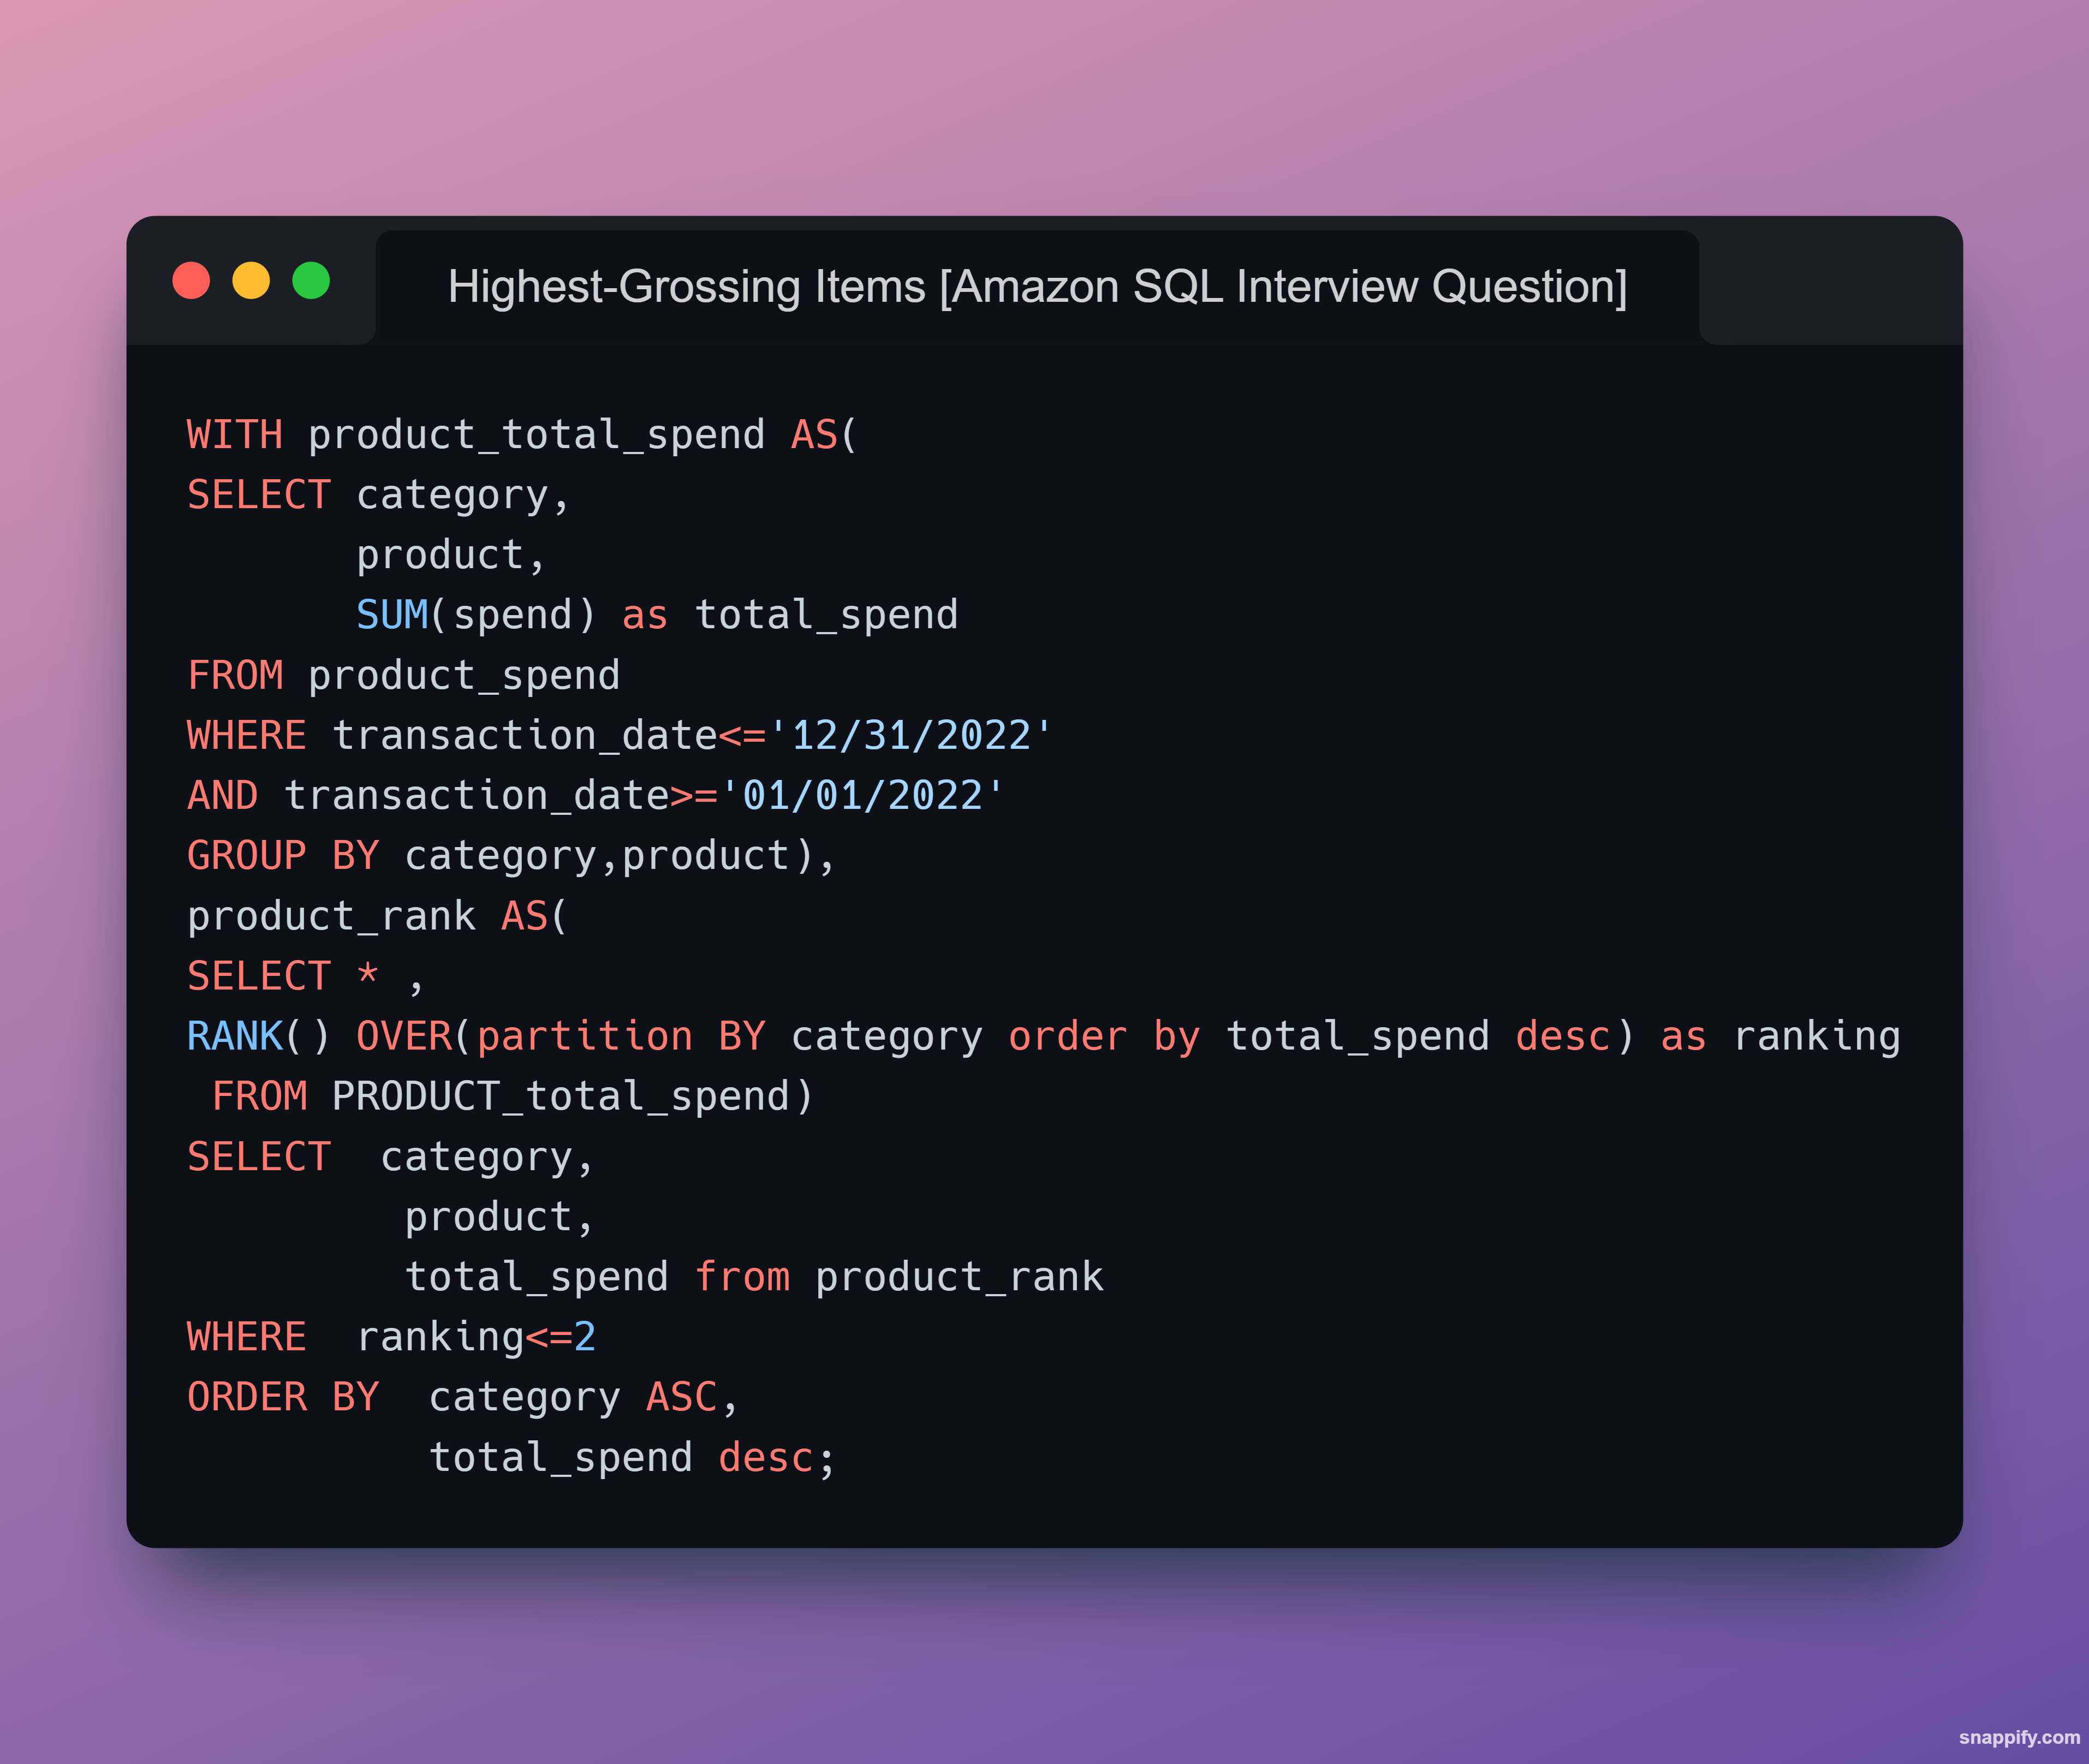 Highest-Grossing Items [Amazon SQL Interview Question]
WITH product_total_spend AS(
SELECT category,
       product,
       SUM(spend) as total_spend
FROM product_spend
WHERE transaction_date<='12/31/2022'
AND transaction_date>='01/01/2022'
GROUP BY category,product),
product_rank AS(
SELECT * ,
RANK() OVER(partition BY category order by total_spend desc) as ranking
 FROM PRODUCT_total_spend)
SELECT  category,
         product,
         total_spend from product_rank
WHERE  ranking<=2
ORDER BY  category ASC,
          total_spend desc;
snappify.com